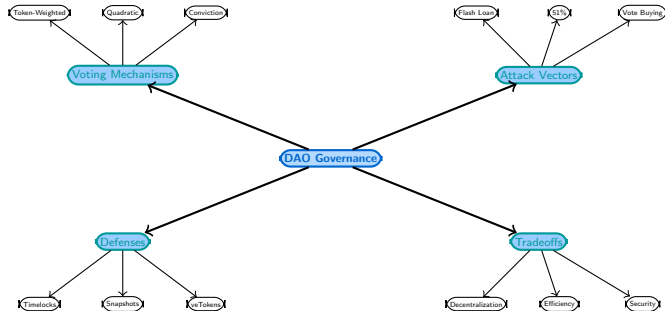 Token-Weighted
Quadratic
Conviction
Flash Loan
51%
Vote Buying
Voting Mechanisms
Attack Vectors
DAO Governance
Defenses
Tradeoffs
Timelocks
Snapshots
veTokens
Decentralization
Efficiency
Security